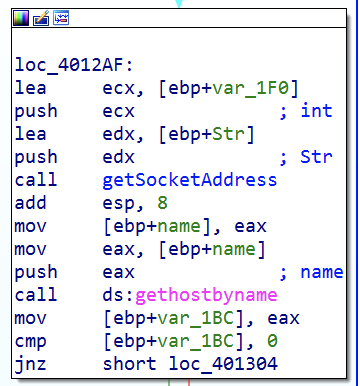 loc_4012AF:
lea     ecx, [ebp+var_1F0]
push    ecx             ; int
lea     edx, [ebp+Str]
push    edx             ; Str
call    getSocketAddress
add     esp, 8
mov     [ebp+name], eax
mov     eax, [ebp+name]
push    eax             ; name
call    ds:gethostbyname
mov     [ebp+var_1BC], eax
cmp     [ebp+var_1BC], 0
jnz     short loc_401304